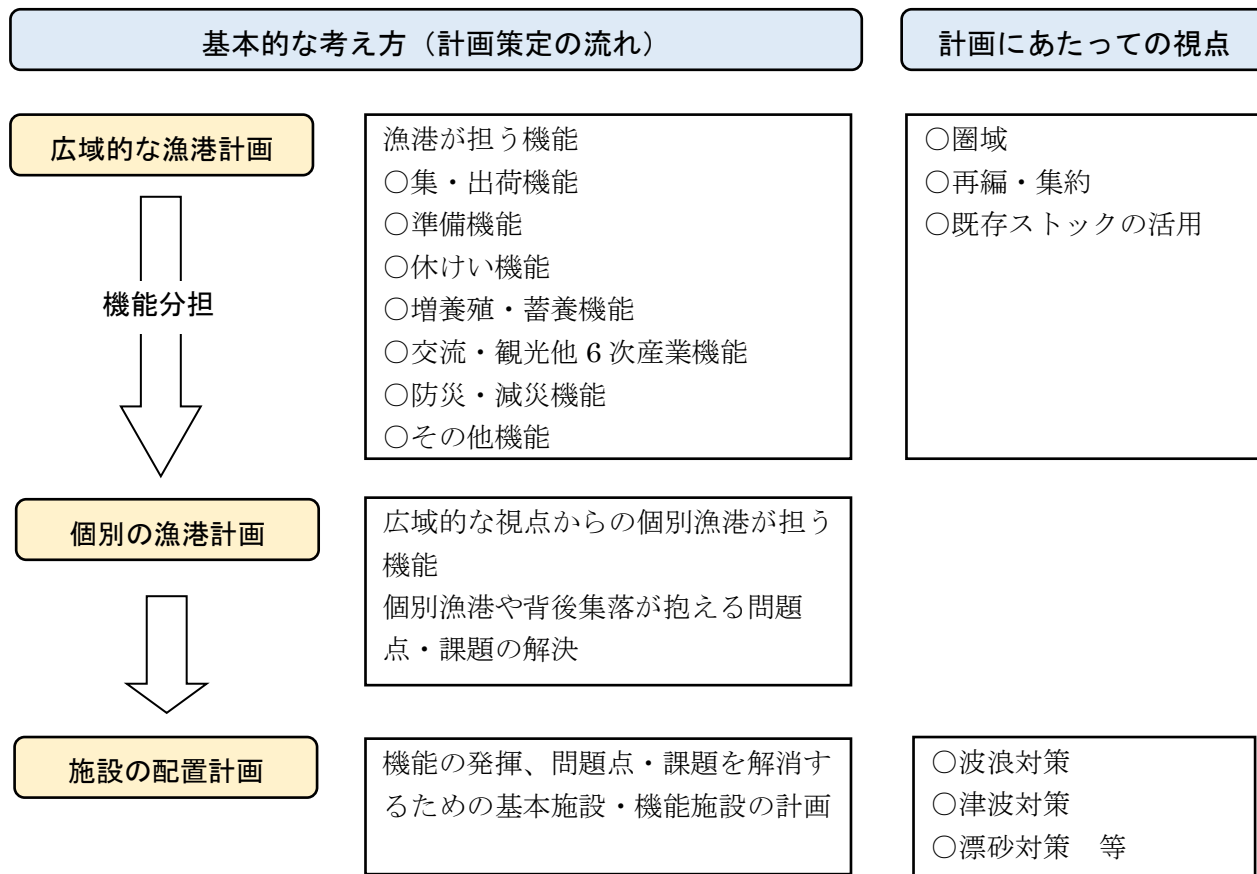 基本的な考え方（計画策定の流れ）
計画にあたっての視点
広域的な漁港計画
漁港が担う機能
○集・出荷機能
○準備機能
○休けい機能
○増養殖・蓄養機能
○交流・観光他 6 次産業機能
○防災・減災機能
○その他機能
○圏域
○再編・集約
○既存ストックの活用
機能分担
個別の漁港計画
広域的な視点からの個別漁港が担う
機能
個別漁港や背後集落が抱える問題
点・課題の解決
施設の配置計画
機能の発揮、問題点・課題を解消す
るための基本施設・機能施設の計画
○波浪対策
○津波対策
○漂砂対策　等